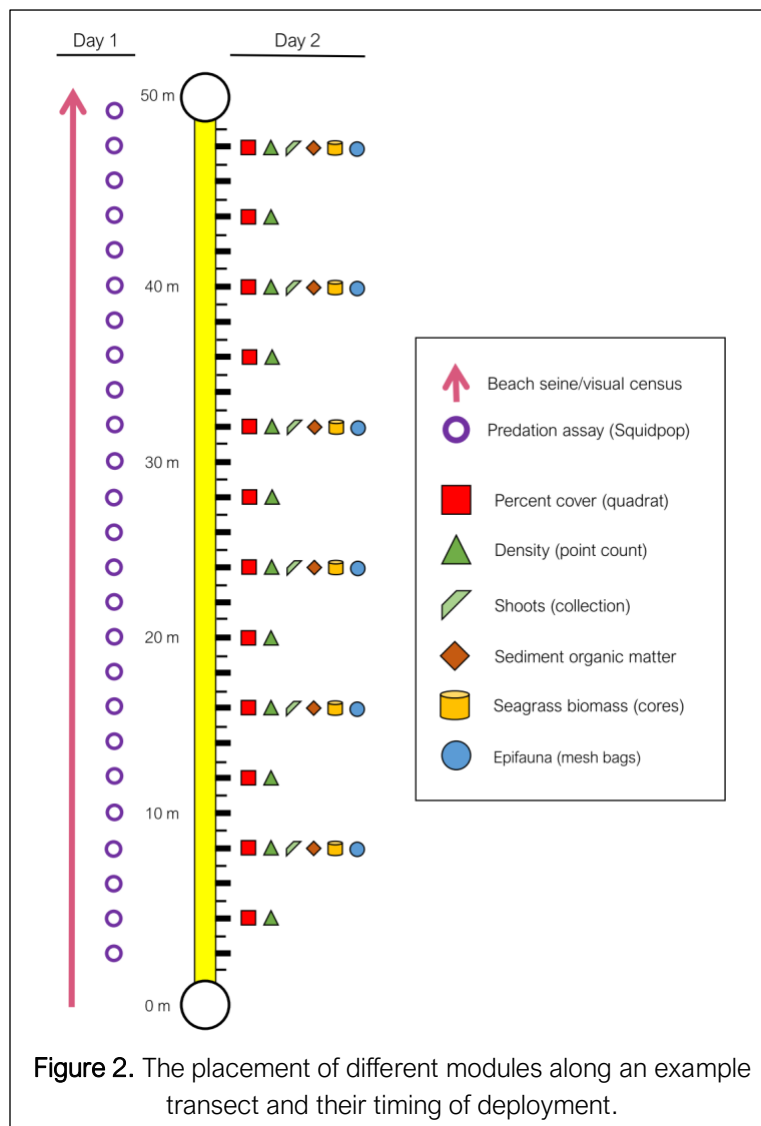 Day 1
Day 2
50 m
40 m
30 m
20 m
10 m
0 m
Beach seine/visual census
Predation assay (Squidpop)
Percent cover (quadrat)
Density (point count)
Shoots (collection)
Sediment organic matter
Seagrass biomass (cores)
Epifauna (mesh bags)
Figure 2. The placement of different modules along an example
transect and their timing of deployment.